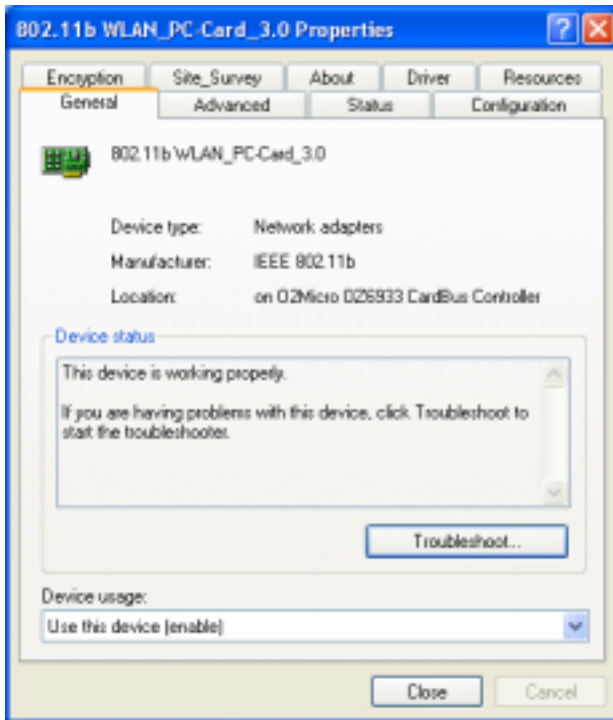 802.11b WLAN_PC-Card_3.0 Properties
Encryption Site_Survey About Driver Resources
General Advanced Status Configuration
802.11b WLAN_PC-Card_3.0
Device type: Network adapters
Manufacturer: IEEE 802.11b
Location: on O2Micro OZ6933 CardBus Controller
Device status
This device is working properly.
If you are having problems with this device, click Troubleshoot to
start the troubleshooter.
Troubleshoot...
Device usage:
Use this device (enable)
Close Cancel